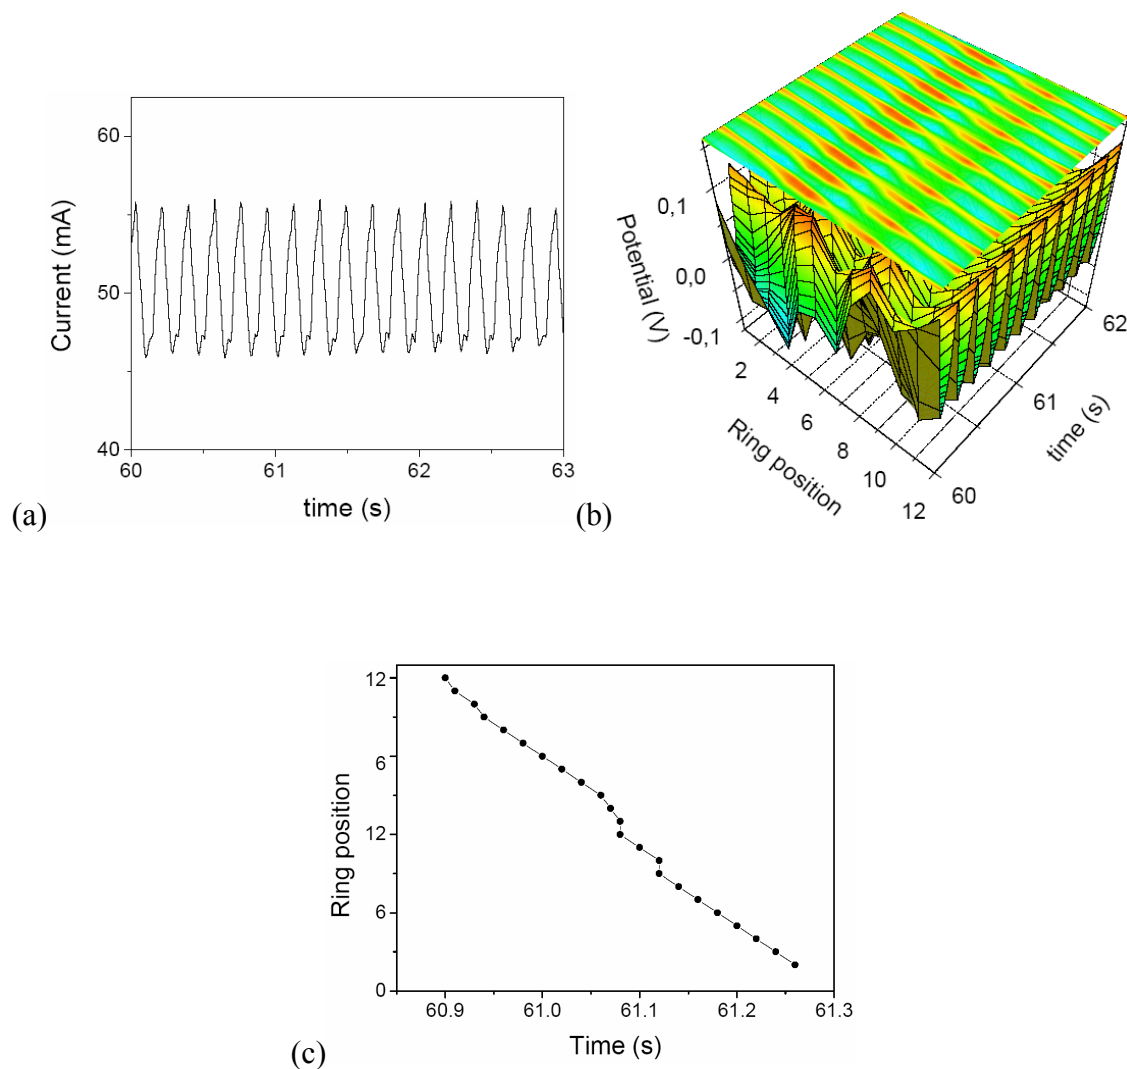 60
50
40
Current (mA)
60
61
62
63
time (s)
(a)
0,1
0,0
-0,1
Potential (V)
2
4
6
8
10
12
Ring position
60
61
62
time (s)
(b)
12
6
12
6
0
Ring position
60.9
61.0
61.1
61.2
61.3
Time (s)
(c)